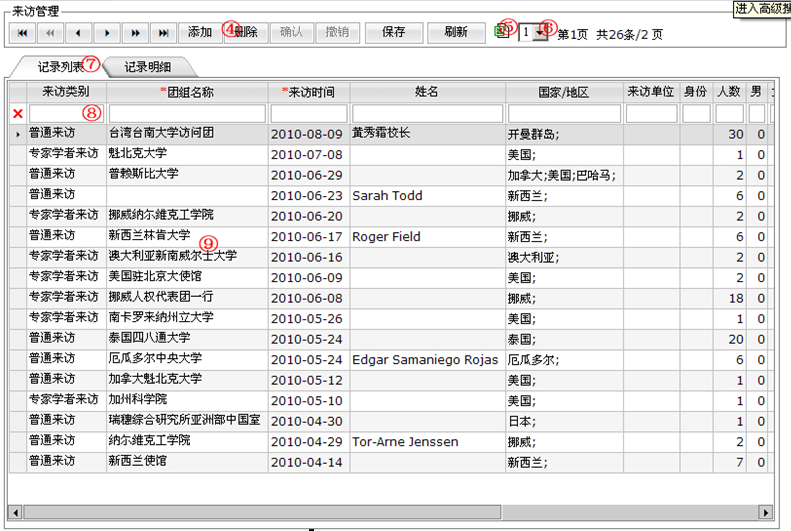 来访管理
进入高级搜
添加 ④ 删除 确认 撤销 保存 刷新 ⑤ 1 ⑥ 第1页 共26条/2 页
记录列表 ⑦ 记录明细
来访类别 *团组名称 *来访时间 姓名 国家/地区 来访单位 身份 人数 男
⑧
普通来访 台湾台南大学访问团 2010-08-09 黄秀霜校长 开曼群岛; 30 0
专家学者来访 魁北克大学 2010-07-08 美国; 1 0
普通来访 普赖斯比大学 2010-06-29 加拿大;美国;巴哈马; 2 0
普通来访 2010-06-23 Sarah Todd 新西兰; 6 0
专家学者来访 挪威纳尔维克工学院 2010-06-20 挪威; 2 0
普通来访 新西兰林肯大学 2010-06-17 Roger Field 新西兰; 6 0
⑨
专家学者来访 澳大利亚新南威尔士大学 2010-06-16 澳大利亚; 2 0
专家学者来访 美国驻北京大使馆 2010-06-09 美国; 2 0
专家学者来访 挪威人权代表团一行 2010-06-08 挪威; 18 0
专家学者来访 南卡罗来纳州立大学 2010-05-26 美国; 1 0
普通来访 泰国四八通大学 2010-05-24 泰国; 20 0
普通来访 厄瓜多尔中央大学 2010-05-24 Edgar Samaniego Rojas 厄瓜多尔; 6 0
普通来访 加拿大魁北克大学 2010-05-12 美国; 1 0
专家学者来访 加州科学院 2010-05-10 美国; 1 0
普通来访 瑞穗综合研究所亚洲部中国室 2010-04-30 日本; 1 0
普通来访 纳尔维克工学院 2010-04-29 Tor-Arne Jenssen 挪威; 2 0
普通来访 新西兰使馆 2010-04-14 新西兰; 7 0